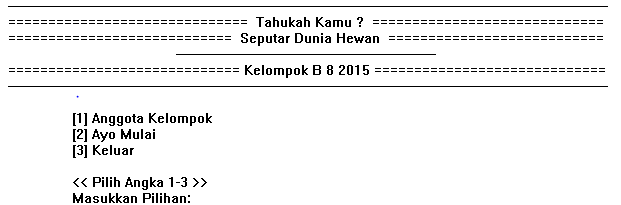 ============================== Tahukah Kamu ? =============================
============================ Seputar Dunia Hewan ===========================
============================= Kelompok B 8 2015 =============================
[1] Anggota Kelompok
[2] Ayo Mulai
[3] Keluar
<< Pilih Angka 1-3 >>
Masukkan Pilihan: